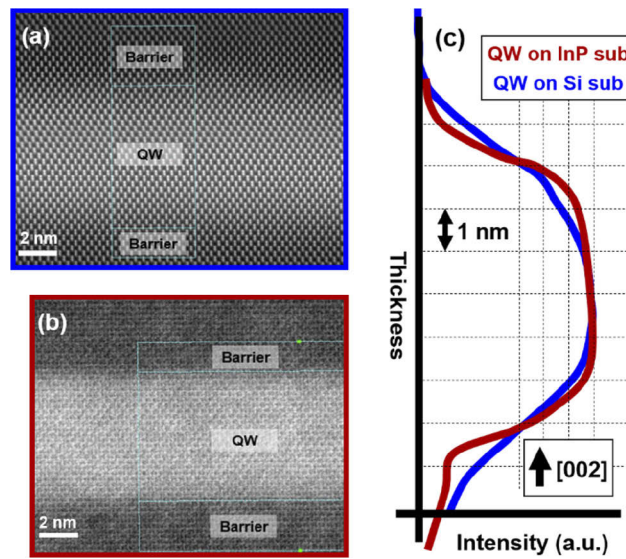 (a)
Barrier
QW
Barrier
2 nm
(b)
Barrier
QW
Barrier
2 nm
(c)
QW on InP sub
QW on Si sub
1 nm
Thickness
[002]
Intensity (a.u.)